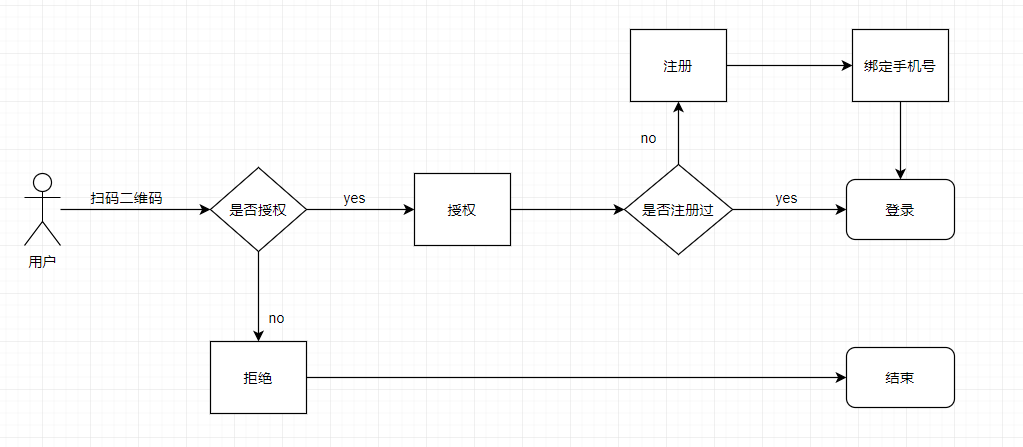 注册
绑定手机号
no
扫码二维码
是否授权
yes
授权
是否注册过
yes
登录
用户
no
拒绝
结束